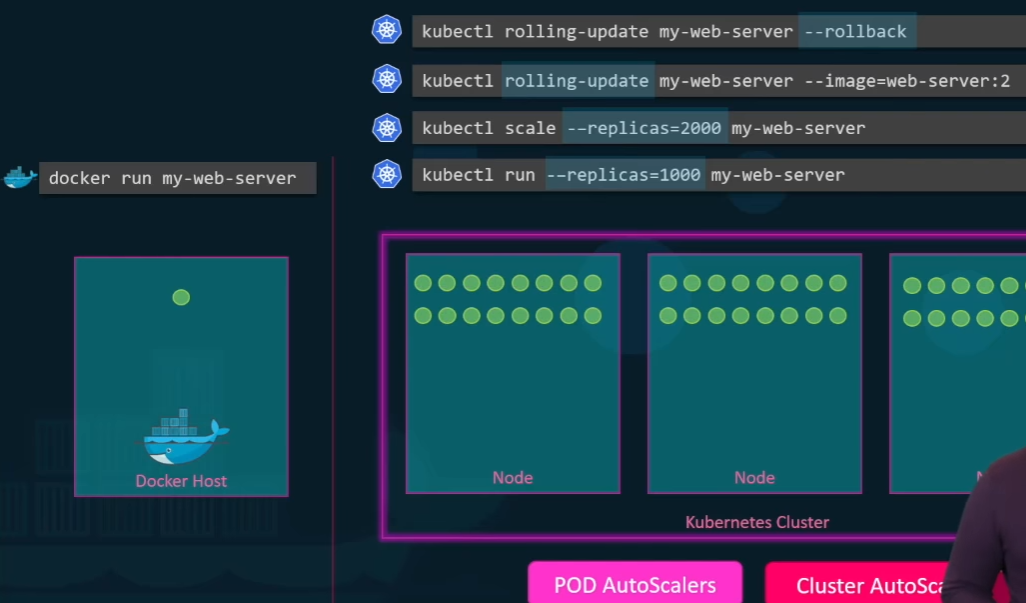 kubectl rolling-update my-web-server --rollback
kubectl rolling-update my-web-server --image=web-server:2
kubectl scale --replicas=2000 my-web-server
kubectl run --replicas=1000 my-web-server
docker run my-web-server
Docker Host
Node
Node
Kubernetes Cluster
POD AutoScalers
Cluster